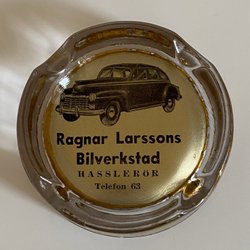 Ragnar Larssons
Bilverkstad
HASSLERÖR
Telefon 63